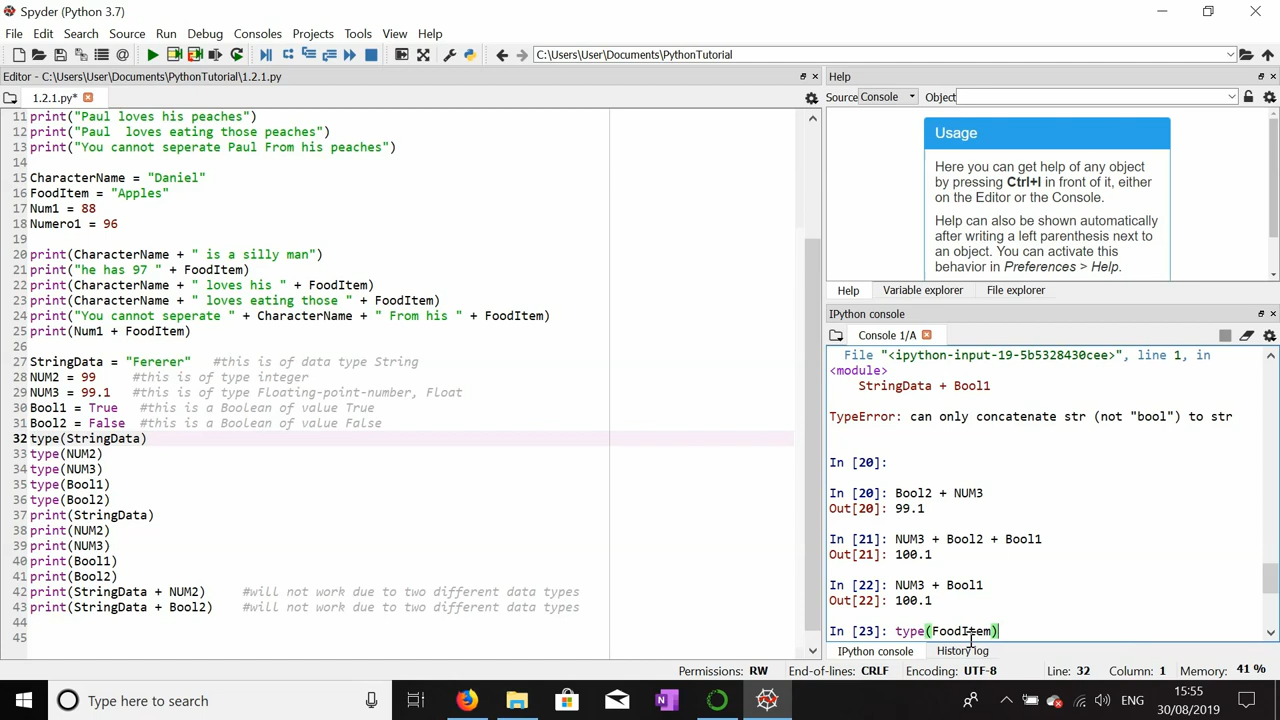 Spyder (Python 3.7)
File Edit Search Source Run Debug Consoles Projects Tools View Help
C:\Users\User\Documents\PythonTutorial
Editor - C:\Users\User\Documents\PythonTutorial\1.2.1.py
1.2.1.py*
11 print("Paul loves his peaches")
12 print("Paul  loves eating those peaches")
13 print("You cannot seperate Paul From his peaches")
14
15 CharacterName = "Daniel"
16 FoodItem = "Apples"
17 Num1 = 88
18 Numero1 = 96
19
20 print(CharacterName + " is a silly man")
21 print("he has 97 " + FoodItem)
22 print(CharacterName + " loves his " + FoodItem)
23 print(CharacterName + " loves eating those " + FoodItem)
24 print("You cannot seperate " + CharacterName + " From his " + FoodItem)
25 print(Num1 + FoodItem)
26
27 StringData = "Fererer"   #this is of data type String
28 NUM2 = 99    #this is of type integer
29 NUM3 = 99.1   #this is of type Floating-point-number, Float
30 Bool1 = True   #this is a Boolean of value True
31 Bool2 = False  #this is a Boolean of value False
32 type(StringData)
33 type(NUM2)
34 type(NUM3)
35 type(Bool1)
36 type(Bool2)
37 print(StringData)
38 print(NUM2)
39 print(NUM3)
40 print(Bool1)
41 print(Bool2)
42 print(StringData + NUM2)     #will not work due to two different data types
43 print(StringData + Bool2)    #will not work due to two different data types
44
45
Help
Source Console Object
Usage
Here you can get help of any object
by pressing Ctrl+I in front of it, either
on the Editor or the Console.
Help can also be shown automatically
after writing a left parenthesis next to
an object. You can activate this
behavior in Preferences > Help.
Help Variable explorer File explorer
IPython console
Console 1/A
File "<ipython-input-19-5b5328430cee>", line 1, in
<module>
StringData + Bool1
TypeError: can only concatenate str (not "bool") to str
In [20]:
In [20]: Bool2 + NUM3
Out[20]: 99.1
In [21]: NUM3 + Bool2 + Bool1
Out[21]: 100.1
In [22]: NUM3 + Bool1
Out[22]: 100.1
In [23]: type(FoodItem)
IPython console History log
Permissions: RW End-of-lines: CRLF Encoding: UTF-8 Line: 32 Column: 1 Memory: 41 %
Type here to search
ENG
15:55
30/08/2019